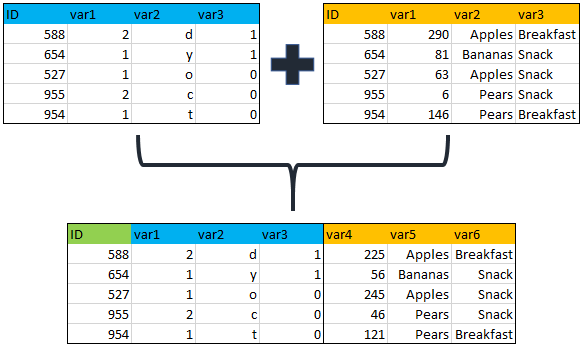 ID var1 var2 var3
588 2 d 1
654 1 y 1
527 1 o 0
955 2 c 0
954 1 t 0
ID var1 var2 var3
588 290 Apples Breakfast
654 81 Bananas Snack
527 63 Apples Snack
955 6 Pears Snack
954 146 Pears Breakfast
ID var1 var2 var3 var4 var5 var6
588 2 d 1 225 Apples Breakfast
654 1 y 1 56 Bananas Snack
527 1 o 0 245 Apples Snack
955 2 c 0 46 Pears Snack
954 1 t 0 121 Pears Breakfast